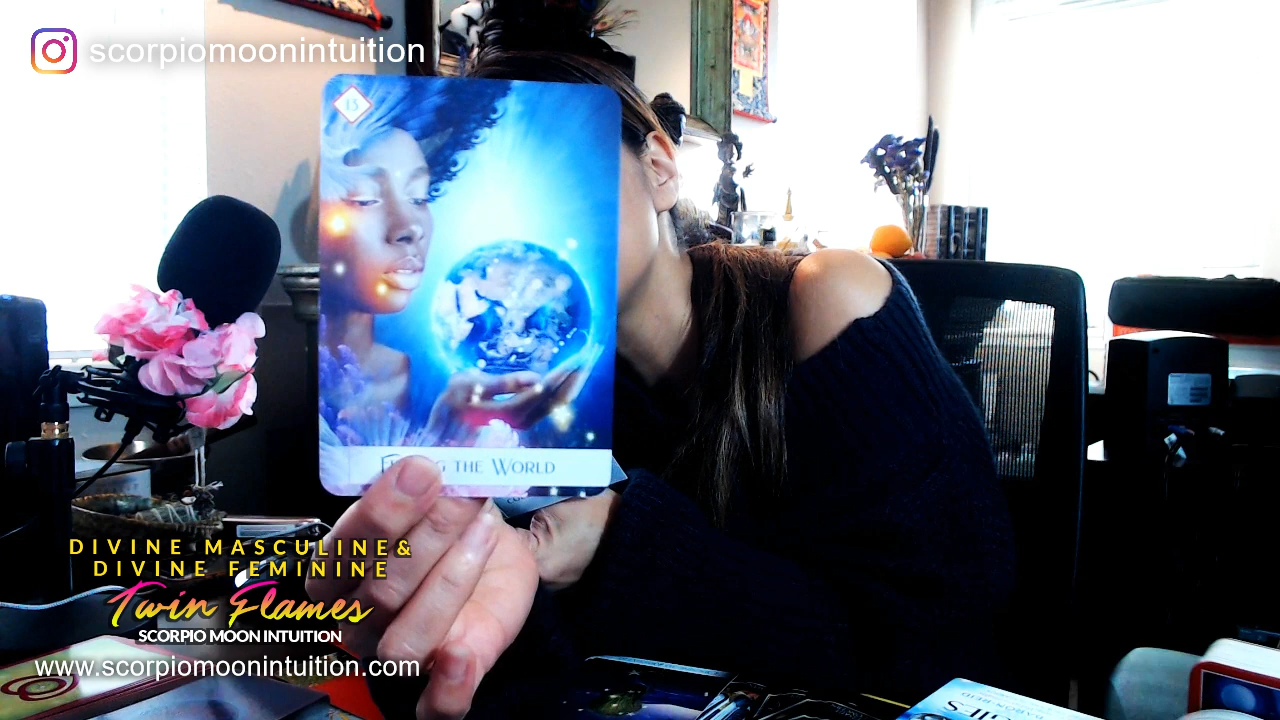 scorpiomoonintuition
15
THE WORLD
DIVINE MASCULINE&
DIVINE FEMININE
Twin Flames
SCORPIO MOON INTUITION
www.scorpiomoonintuition.com